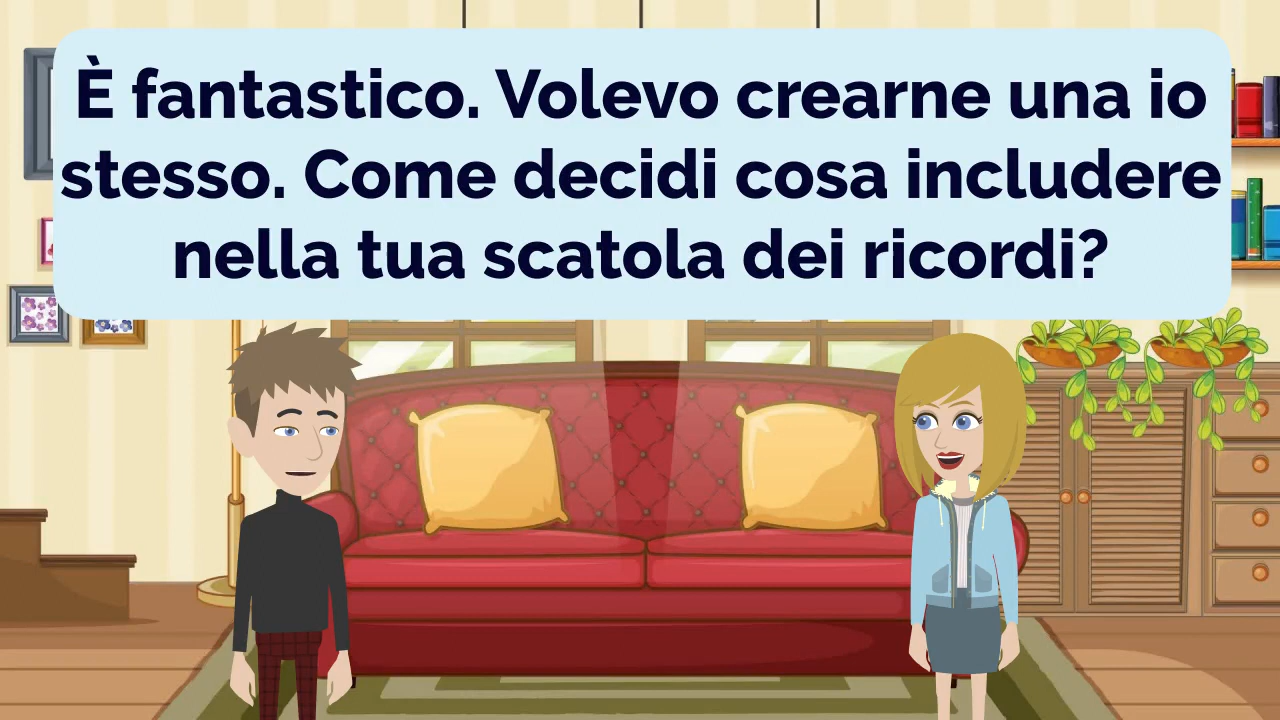 È fantastico. Volevo crearne una io
stesso. Come decidi cosa includere
nella tua scatola dei ricordi?